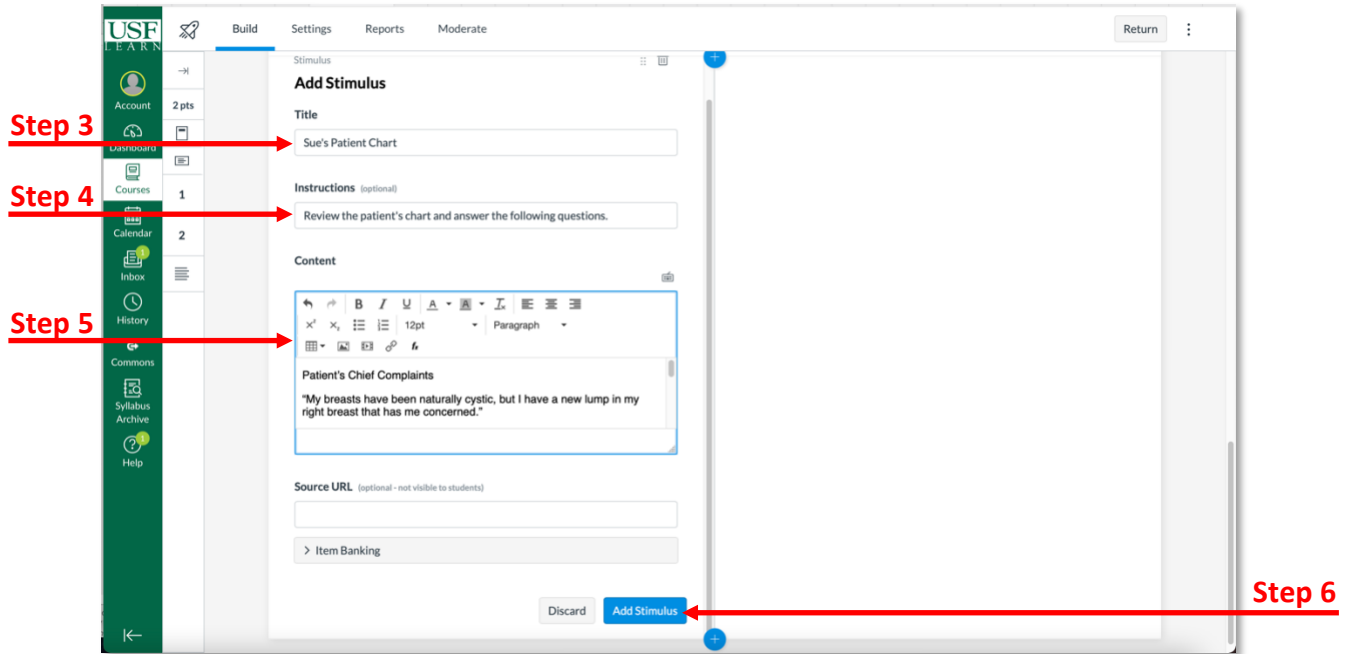 USF
LEARN
Build
Settings
Reports
Moderate
Return
Account
Dashboard
Courses
Calendar
1
Inbox
History
Commons
Syllabus
Archive
1
Help
2 pts
1
2
Stimulus
Add Stimulus
Title
Step 3
Sue's Patient Chart
Instructions (optional)
Step 4
Review the patient's chart and answer the following questions.
Content
Step 5
12pt
Paragraph
Patient's Chief Complaints
"My breasts have been naturally cystic, but I have a new lump in my
right breast that has me concerned."
Source URL (optional - not visible to students)
Item Banking
Discard
Add Stimulus
Step 6